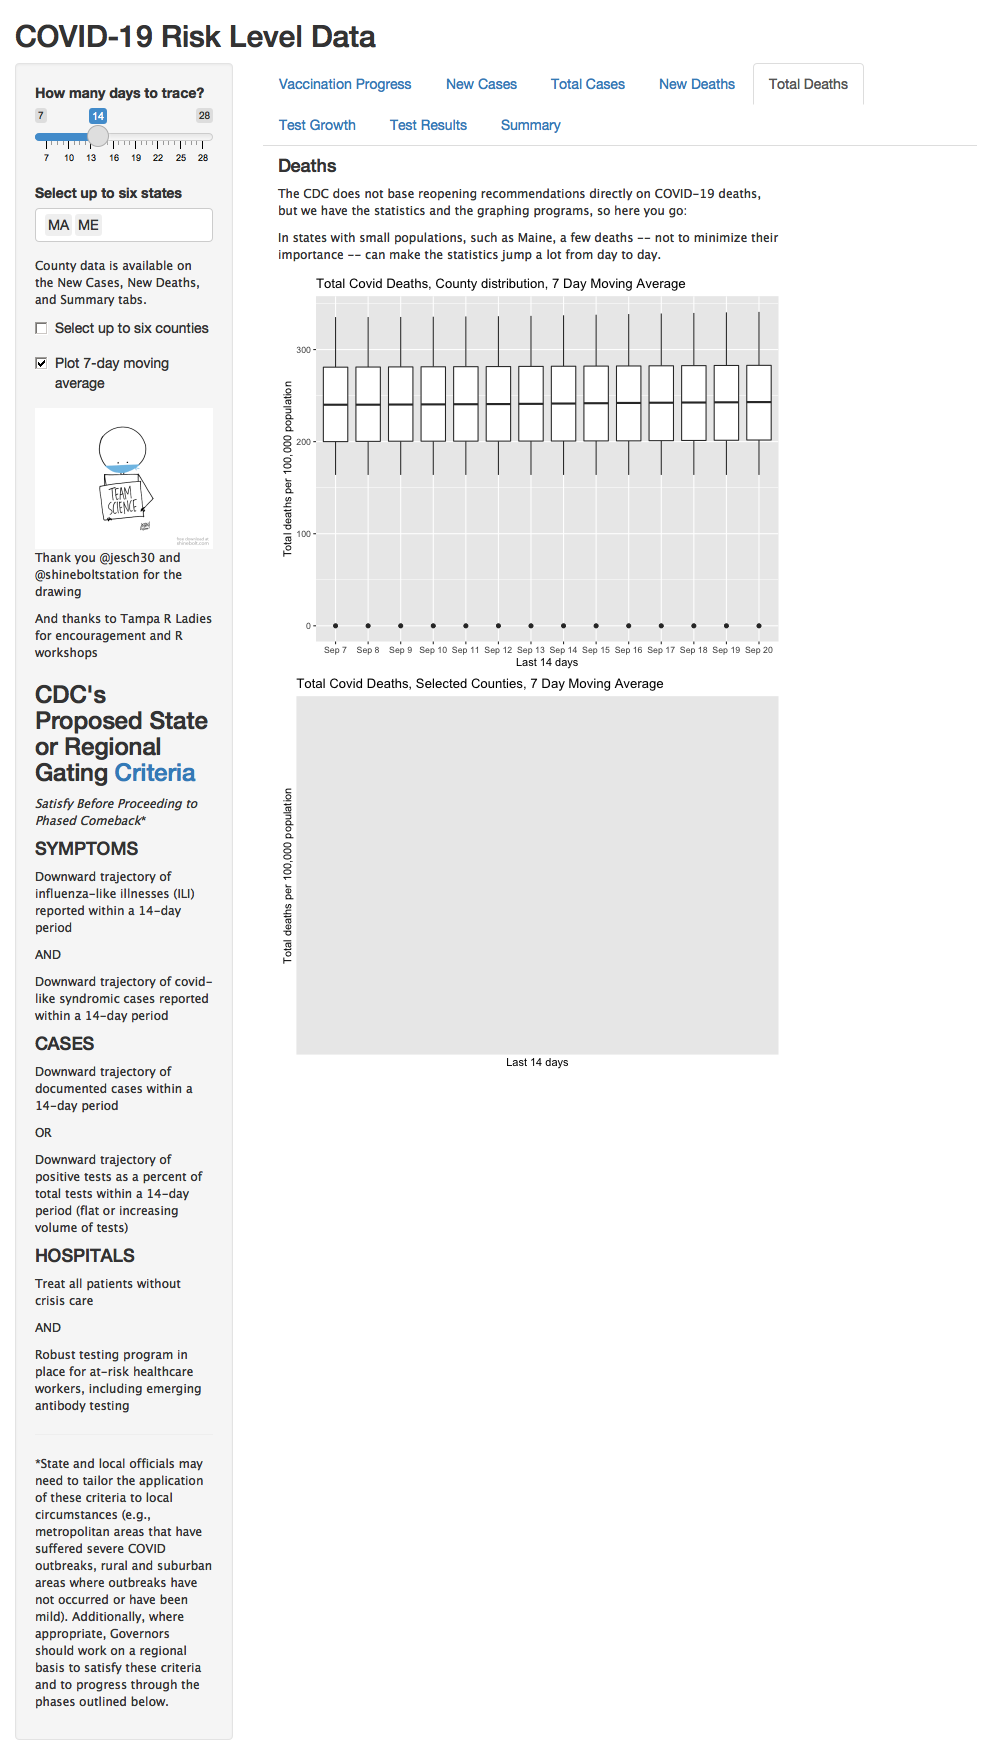 COVID-19 Risk Level Data
How many days to trace?
7
14
28
7 10 13 16 19 22 25 28
Select up to six states
MA ME
County data is available on
the New Cases, New Deaths,
and Summary tabs.
Select up to six counties
Plot 7-day moving
average
TEAM
SCIENCE
Thank you @jesch30 and
@shineboltstation for the
drawing
And thanks to Tampa R Ladies
for encouragement and R
workshops
CDC's
Proposed State
or Regional
Gating Criteria
Satisfy Before Proceeding to
Phased Comeback*
SYMPTOMS
Downward trajectory of
influenza-like illnesses (ILI)
reported within a 14-day
period
AND
Downward trajectory of covid-
like syndromic cases reported
within a 14-day period
CASES
Downward trajectory of
documented cases within a
14-day period
OR
Downward trajectory of
positive tests as a percent of
total tests within a 14-day
period (flat or increasing
volume of tests)
HOSPITALS
Treat all patients without
crisis care
AND
Robust testing program in
place for at-risk healthcare
workers, including emerging
antibody testing
*State and local officials may
need to tailor the application
of these criteria to local
circumstances (e.g.,
metropolitan areas that have
suffered severe COVID
outbreaks, rural and suburban
areas where outbreaks have
not occurred or have been
mild). Additionally, where
appropriate, Governors
should work on a regional
basis to satisfy these criteria
and to progress through the
phases outlined below.
Vaccination Progress New Cases Total Cases New Deaths Total Deaths
Test Growth Test Results Summary
Deaths
The CDC does not base reopening recommendations directly on COVID-19 deaths,
but we have the statistics and the graphing programs, so here you go:
In states with small populations, such as Maine, a few deaths -- not to minimize their
importance -- can make the statistics jump a lot from day to day.
Total Covid Deaths, County distribution, 7 Day Moving Average
Total deaths per 100,000 population
300
200
100
0
Sep 7 Sep 8 Sep 9 Sep 10 Sep 11 Sep 12 Sep 13 Sep 14 Sep 15 Sep 16 Sep 17 Sep 18 Sep 19 Sep 20
Last 14 days
Total Covid Deaths, Selected Counties, 7 Day Moving Average
Total deaths per 100,000 population
Last 14 days